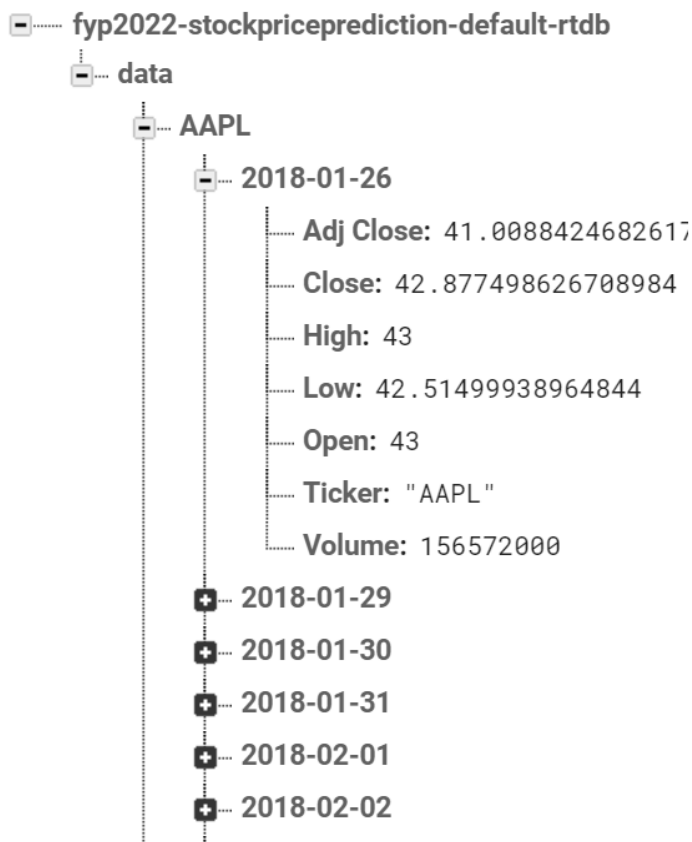 fyp2022-stockpriceprediction-default-rtdb
data
AAPL
2018-01-26
Adj Close: 41.0088424682617
Close: 42.877498626708984
High: 43
Low: 42.51499938964844
Open: 43
Ticker: "AAPL"
Volume: 156572000
2018-01-29
2018-01-30
2018-01-31
2018-02-01
2018-02-02